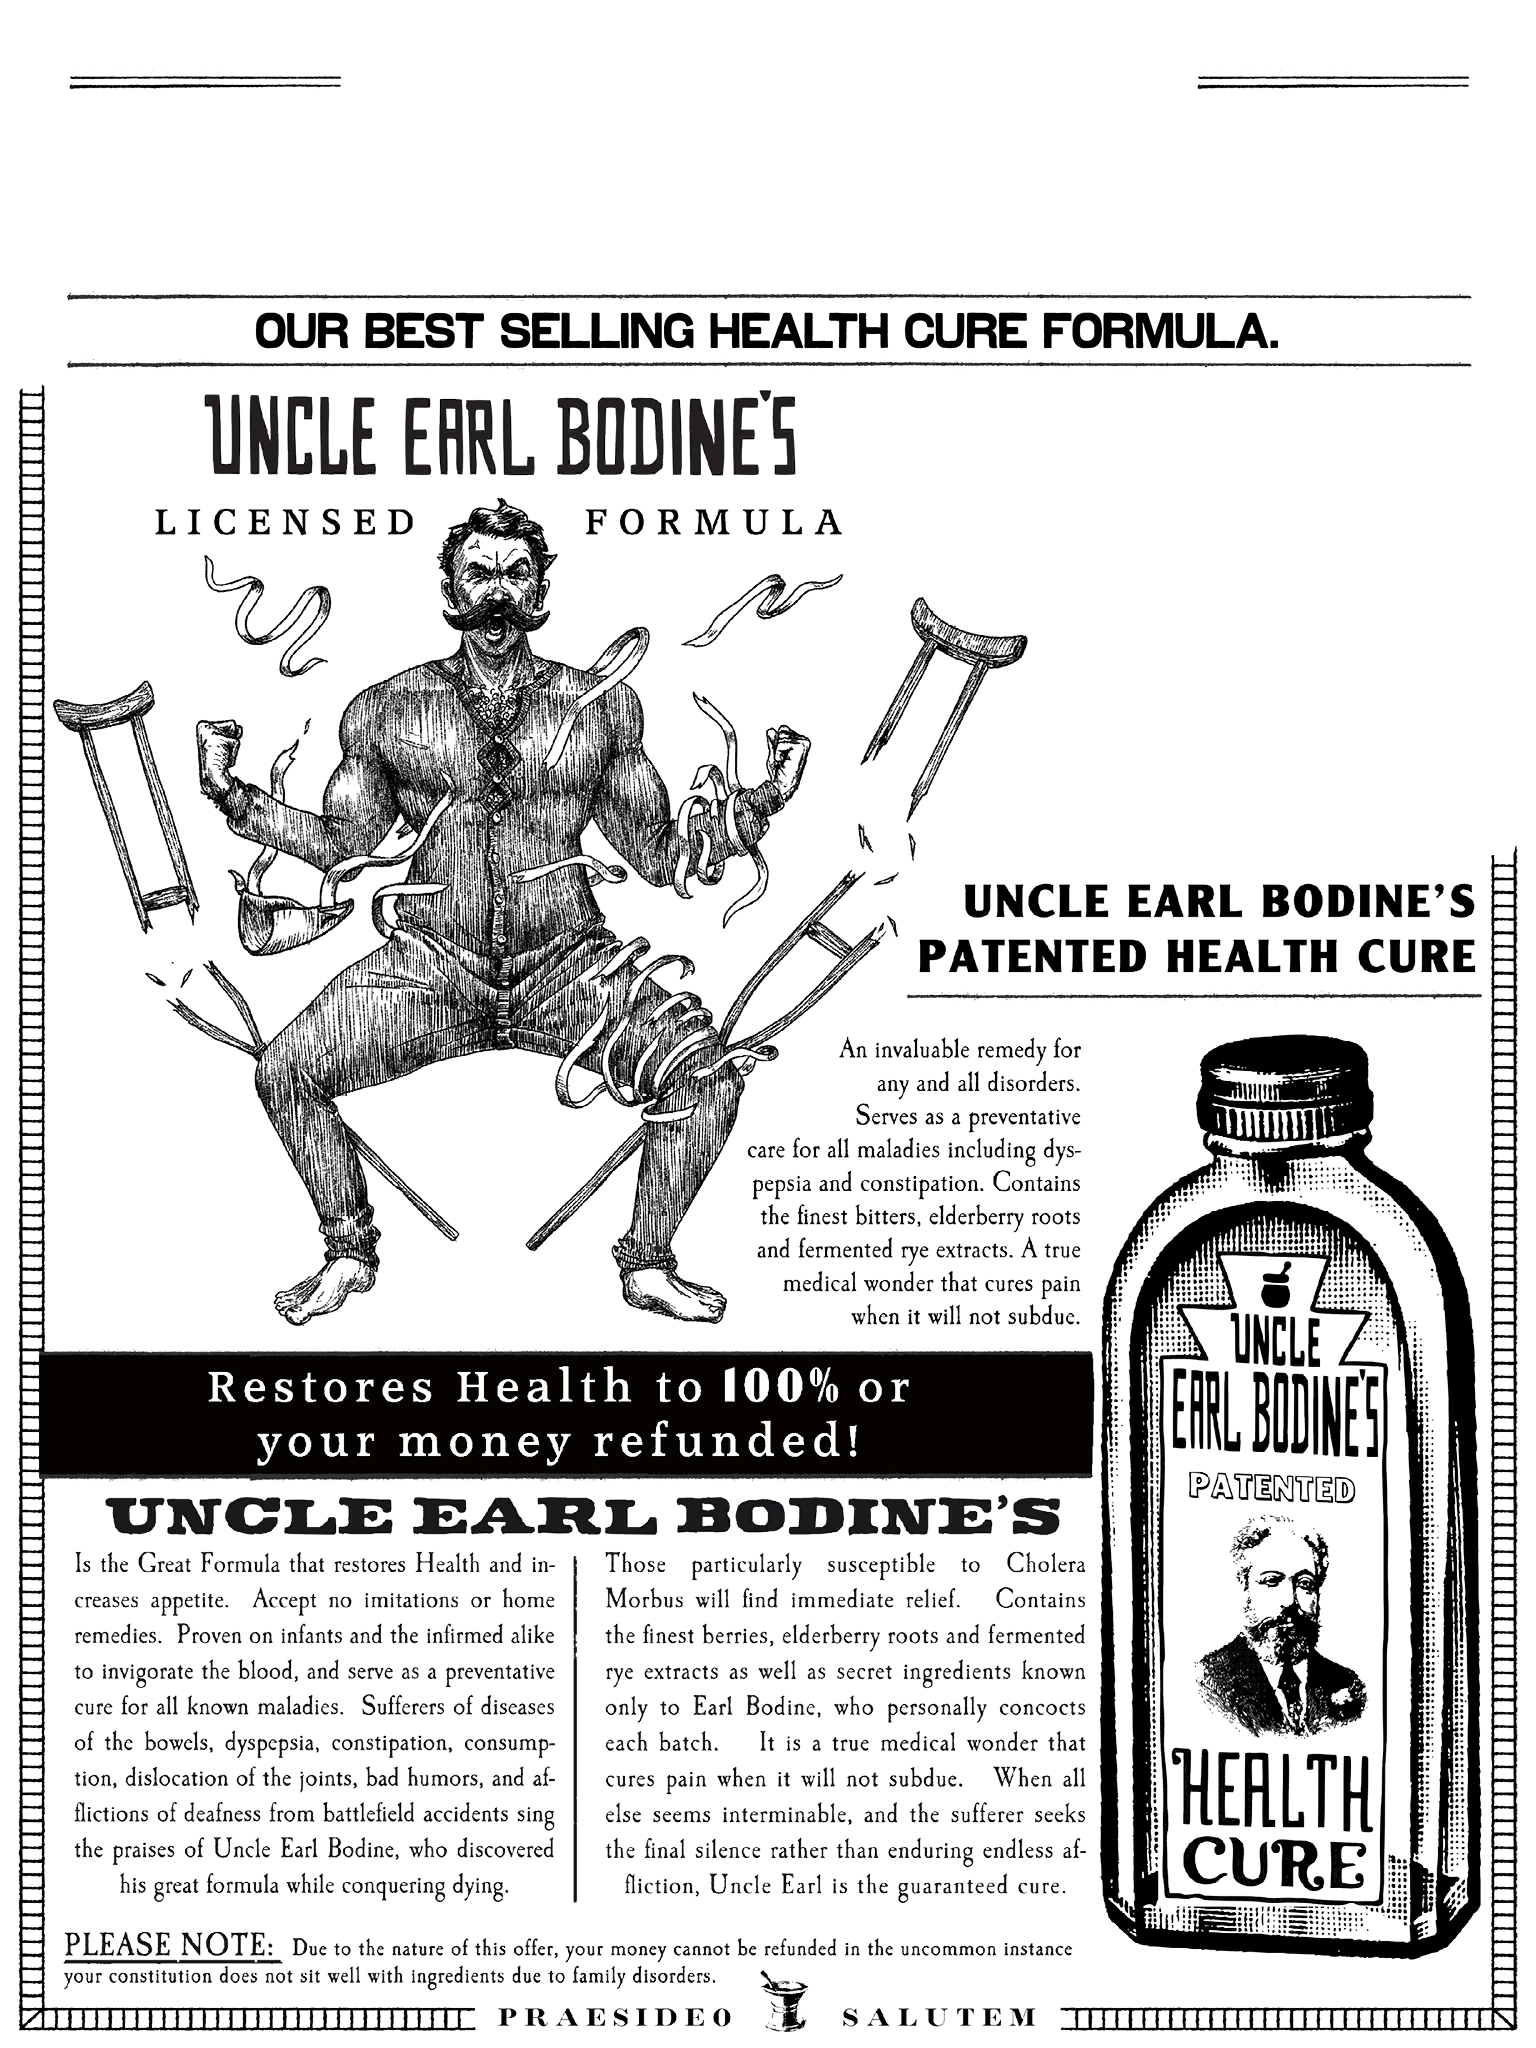 OUR BEST SELLING HEALTH CURE FORMULA.
UNCLE EARL BODINE'S
LICENSED FORMULA
UNCLE EARL BODINE'S
PATENTED HEALTH CURE
An invaluable remedy for
any and all disorders.
Serves as a preventative
care for all maladies including dys-
pepsia and constipation. Contains
the finest bitters, elderberry roots
and fermented rye extracts. A true
medical wonder that cures pain
when it will not subdue.
Restores Health to 100% or
your money refunded!
UNCLE EARL BODINE'S
Is the Great Formula that restores Health and in-
creases appetite. Accept no imitations or home
remedies. Proven on infants and the infirmed alike
to invigorate the blood, and serve as a preventative
cure for all known maladies. Sufferers of diseases
of the bowels, dyspepsia, constipation, consump-
tion, dislocation of the joints, bad humors, and af-
flictions of deafness from battlefield accidents sing
the praises of Uncle Earl Bodine, who discovered
his great formula while conquering dying.
Those particularly susceptible to Cholera
Morbus will find immediate relief. Contains
the finest berries, elderberry roots and fermented
rye extracts as well as secret ingredients known
only to Earl Bodine, who personally concocts
each batch. It is a true medical wonder that
cures pain when it will not subdue. When all
else seems interminable, and the sufferer seeks
the final silence rather than enduring endless af-
fliction, Uncle Earl is the guaranteed cure.
UNCLE
EARL BODINE'S
PATENTED
HEALTH
CURE
PLEASE NOTE: Due to the nature of this offer, your money cannot be refunded in the uncommon instance
your constitution does not sit well with ingredients due to family disorders.
PRAESIDEO SALUTEM